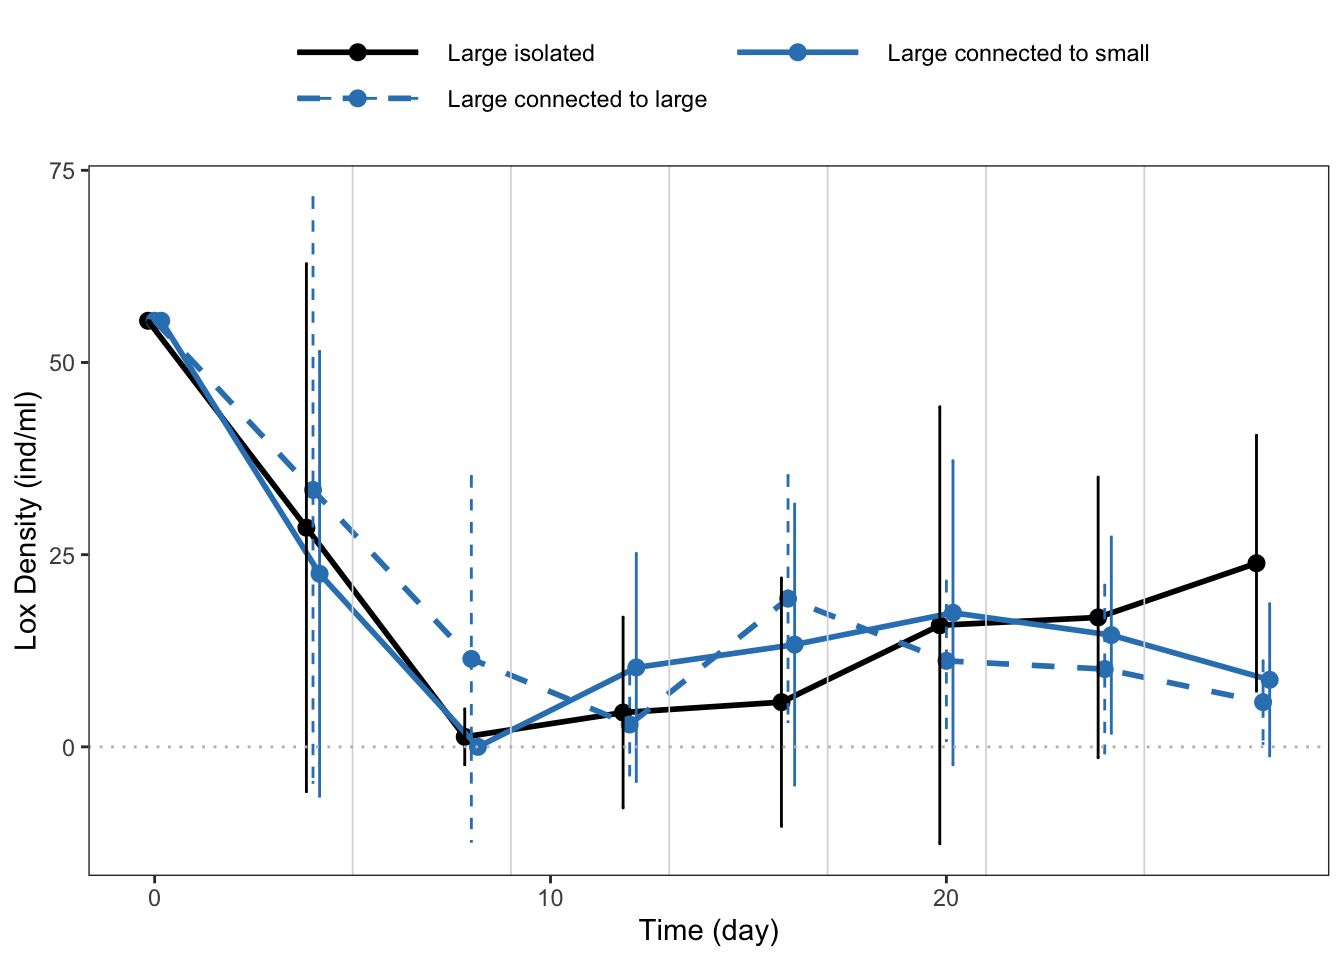 Large isolated
Large connected to small
Large connected to large
75
50
25
0
Lox Density (ind/ml)
0
10
20
Time (day)